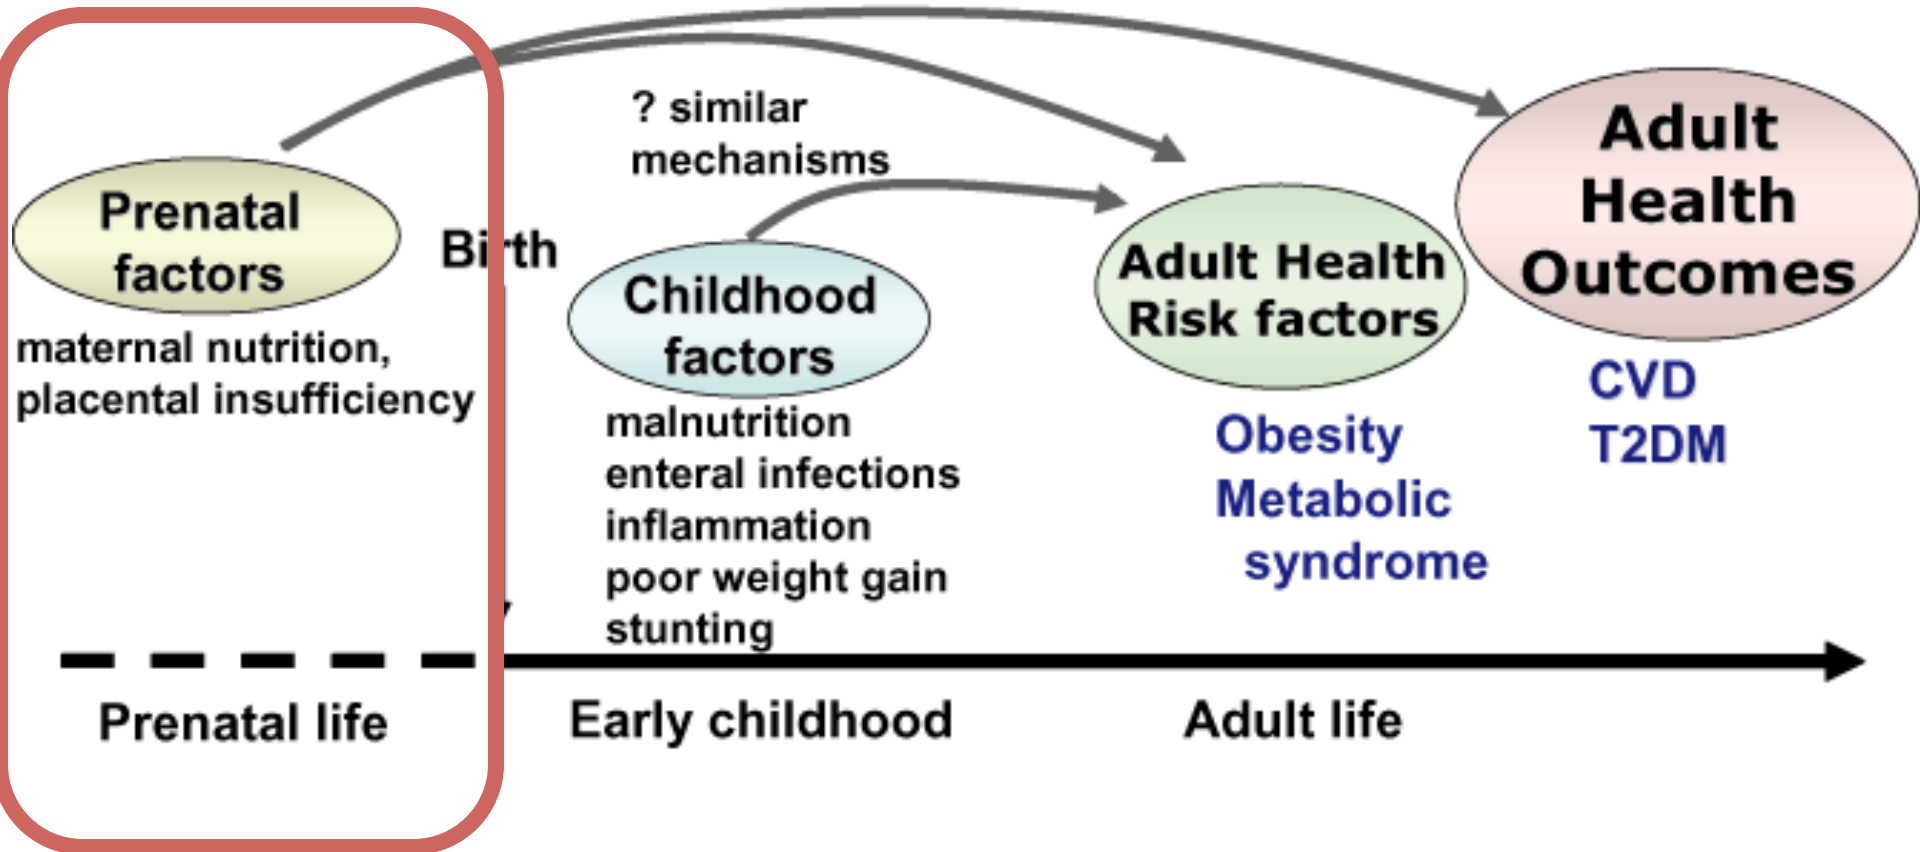 ? similar
mechanisms
Prenatal
factors
maternal nutrition,
placental insufficiency
Birth
Childhood
factors
malnutrition
enteral infections
inflammation
poor weight gain
stunting
Adult Health
Risk factors
Obesity
Metabolic
syndrome
Adult
Health
Outcomes
CVD
T2DM
Prenatal life
Early childhood
Adult life